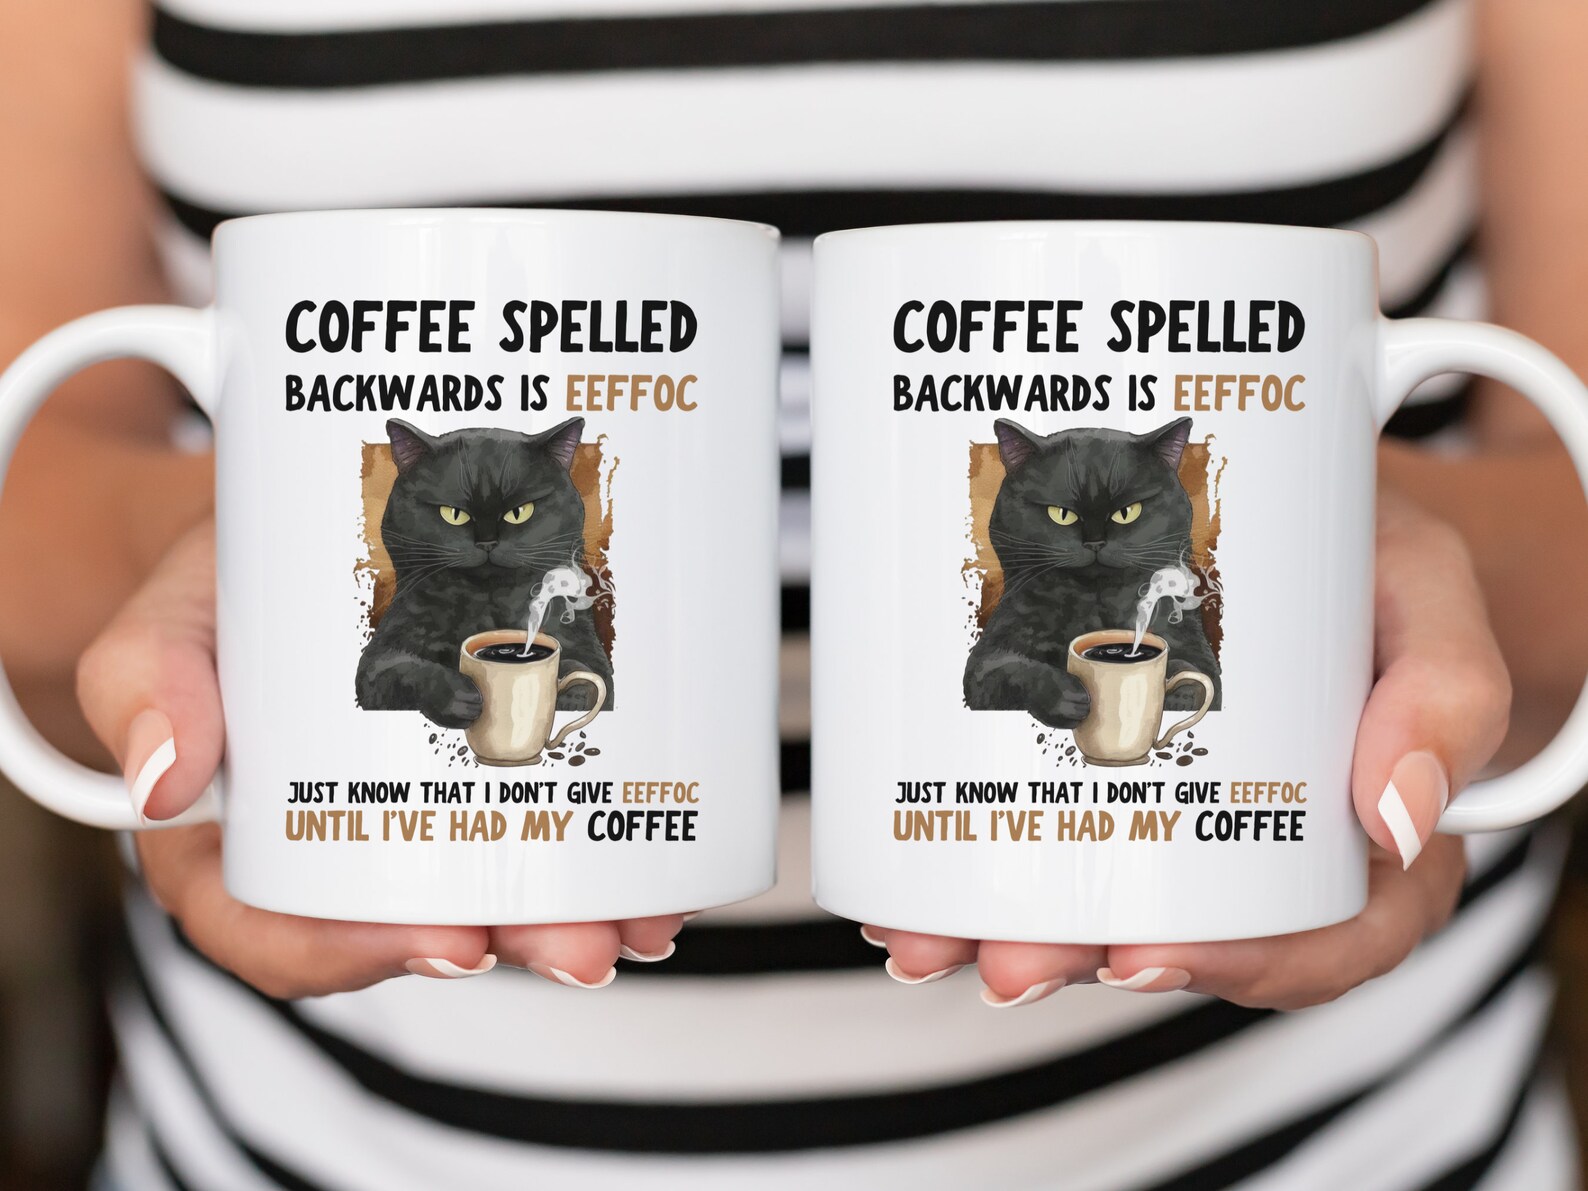 COFFEE SPELLED
BACKWARDS IS EEFFOC
JUST KNOW THAT I DON'T GIVE EEFFOC
UNTIL I'VE HAD MY COFFEE
COFFEE SPELLED
BACKWARDS IS EEFFOC
JUST KNOW THAT I DON'T GIVE EEFFOC
UNTIL I'VE HAD MY COFFEE